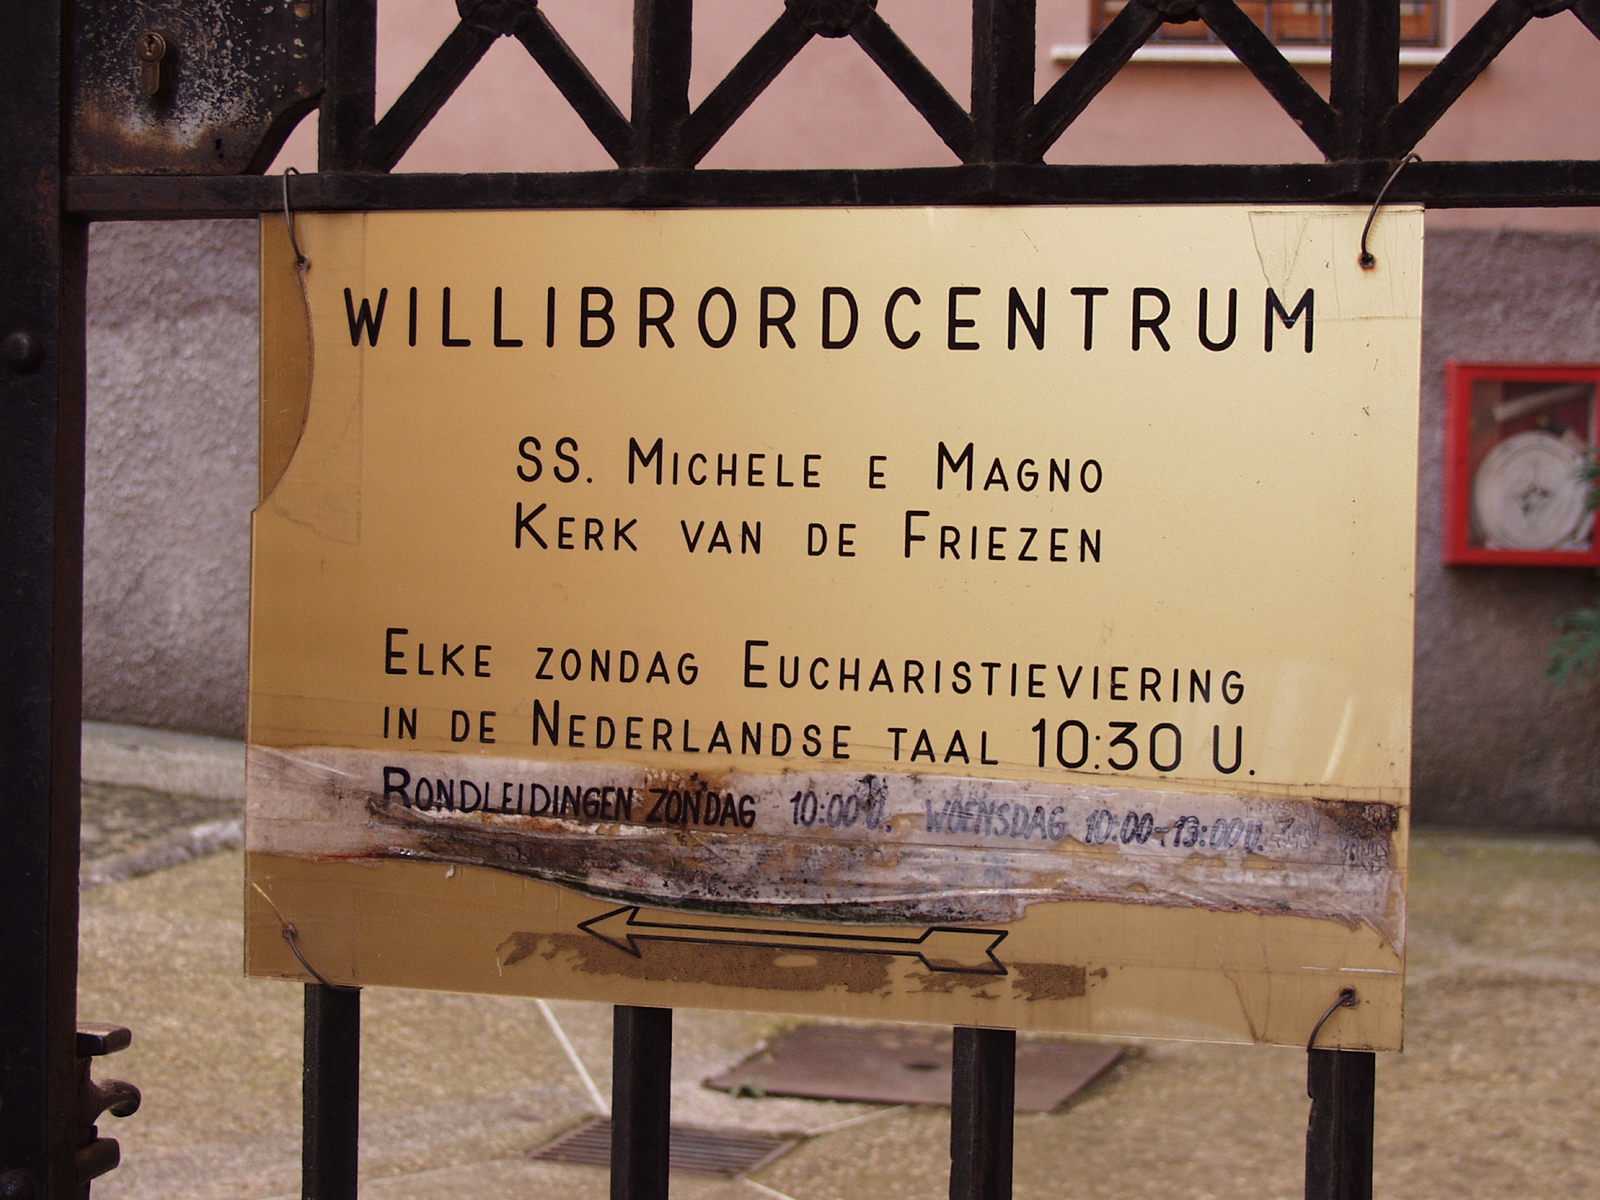 WILLIBRORDCENTRUM
SS. MICHELE E MAGNO
KERK VAN DE FRIEZEN
ELKE ZONDAG EUCHARISTIEVIERING
IN DE NEDERLANDSE TAAL 10:30 U.
RONDLEIDINGEN ZONDAG 10:00 U. WOENSDAG 10:00-13:00 U.